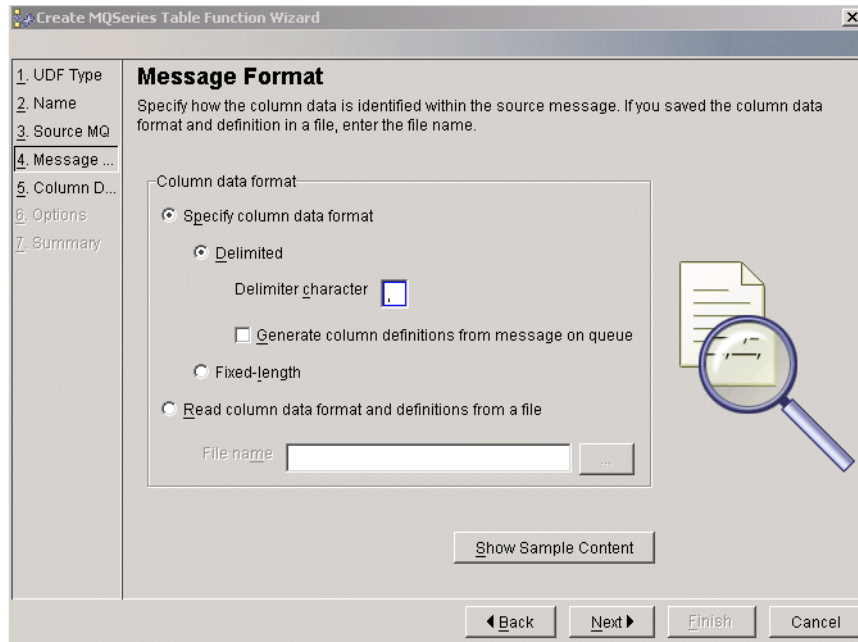 Create MQSeries Table Function Wizard
1. UDF Type
2. Name
3. Source MQ
4. Message ...
5. Column D...
6. Options
7. Summary
Message Format
Specify how the column data is identified within the source message. If you saved the column data
format and definition in a file, enter the file name.
Column data format
Specify column data format
Delimited
Delimiter character ,
Generate column definitions from message on queue
Fixed-length
Read column data format and definitions from a file
File name
...
Show Sample Content
Back
Next
Finish
Cancel